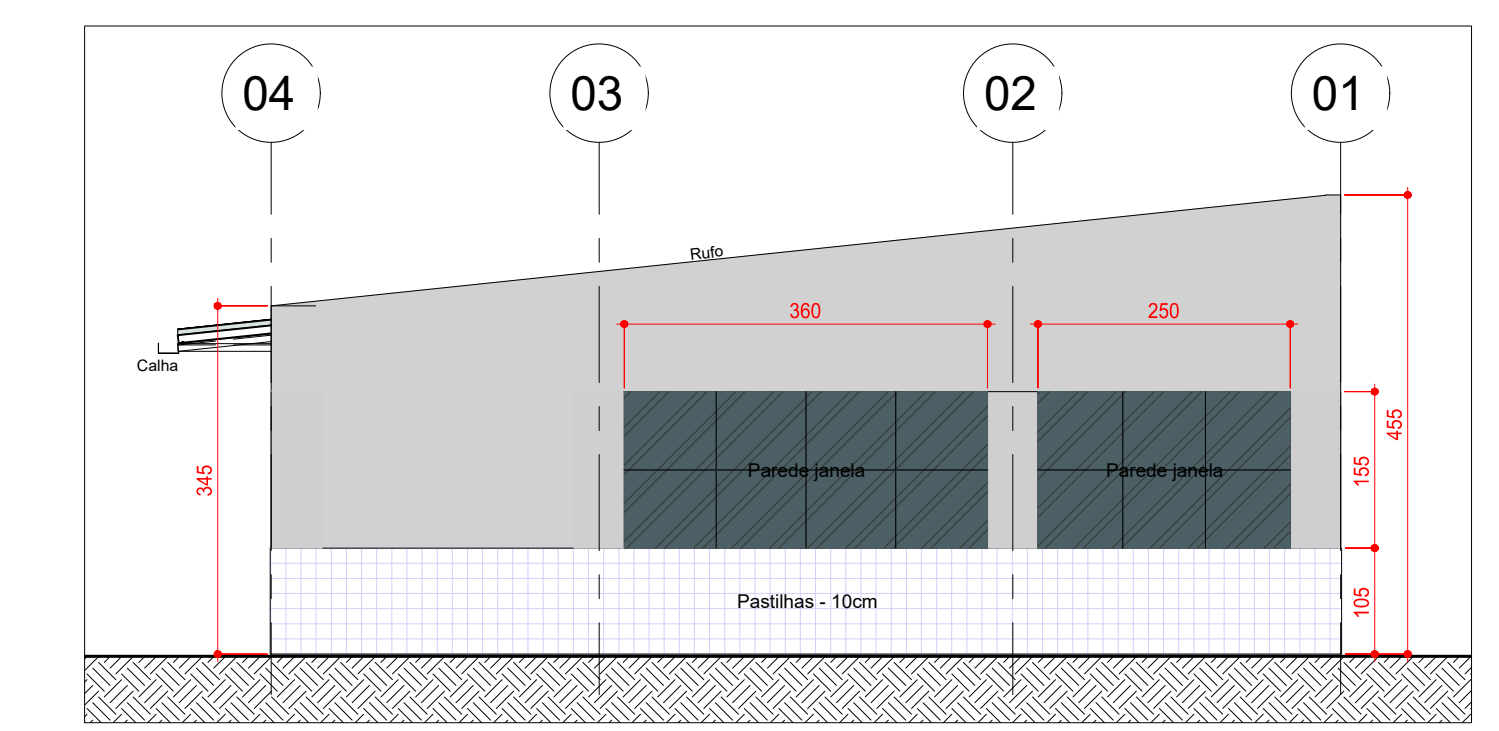 04
03
02
01
Rufo
360
250
Calha
345
455
155
Parede janela
Parede janela
105
Pastilhas - 10cm